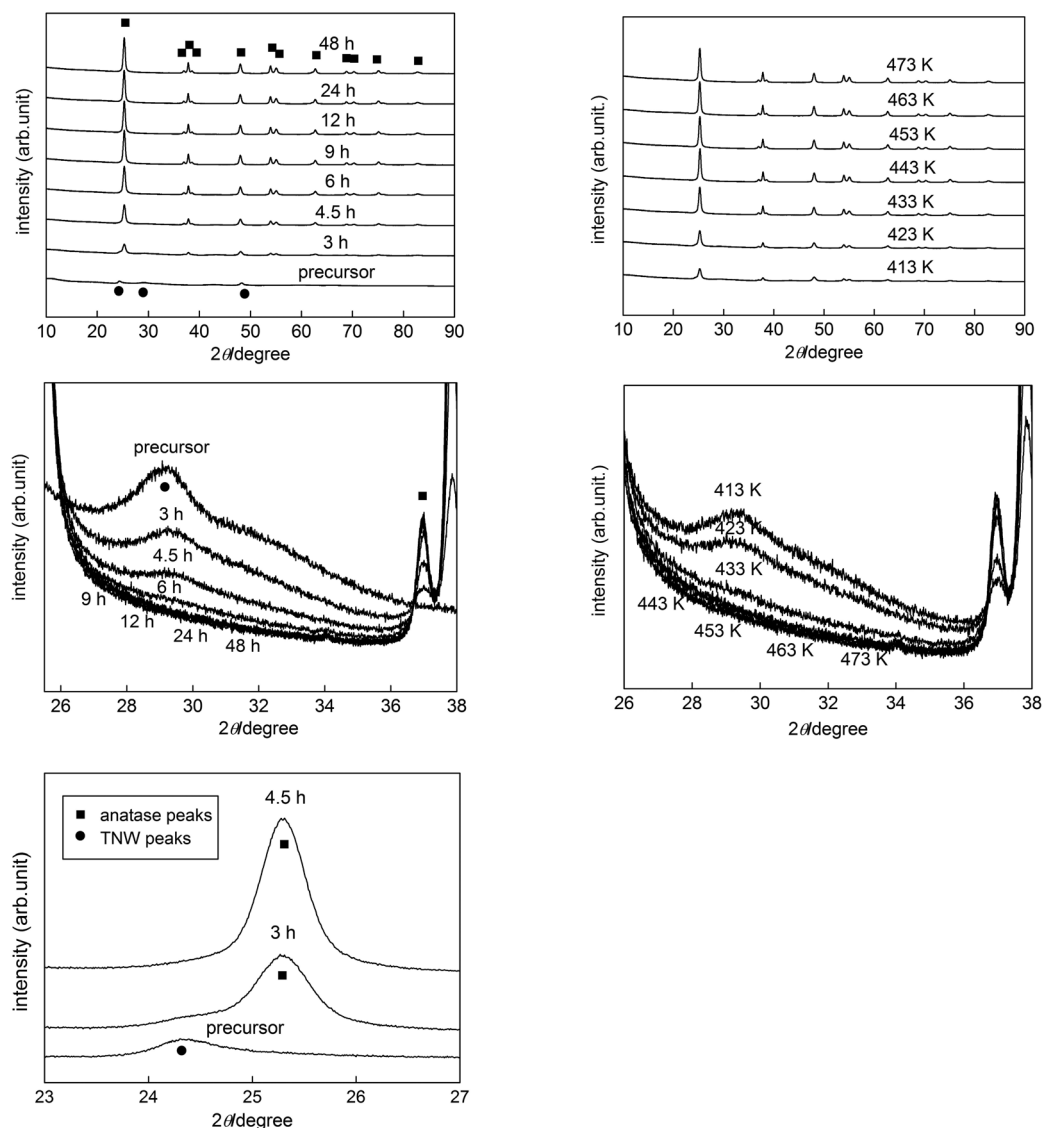 48 h
24 h
12 h
9 h
6 h
4.5 h
3 h
precursor
intensity (arb.unit)
10 20 30 40 50 60 70 80 90
2θ/degree
473 K
463 K
453 K
443 K
433 K
423 K
413 K
intensity (arb.unit.)
10 20 30 40 50 60 70 80 90
2θ/degree
precursor
3 h
4.5 h
6 h
9 h
12 h
24 h
48 h
intensity (arb.unit)
26 28 30 32 34 36 38
2θ/degree
413 K
423 K
433 K
443 K
453 K
463 K
473 K
intensity (arb.unit.)
26 28 30 32 34 36 38
2θ/degree
anatase peaks
TNW peaks
4.5 h
3 h
precursor
intensity (arb.unit)
23 24 25 26 27
2θ/degree